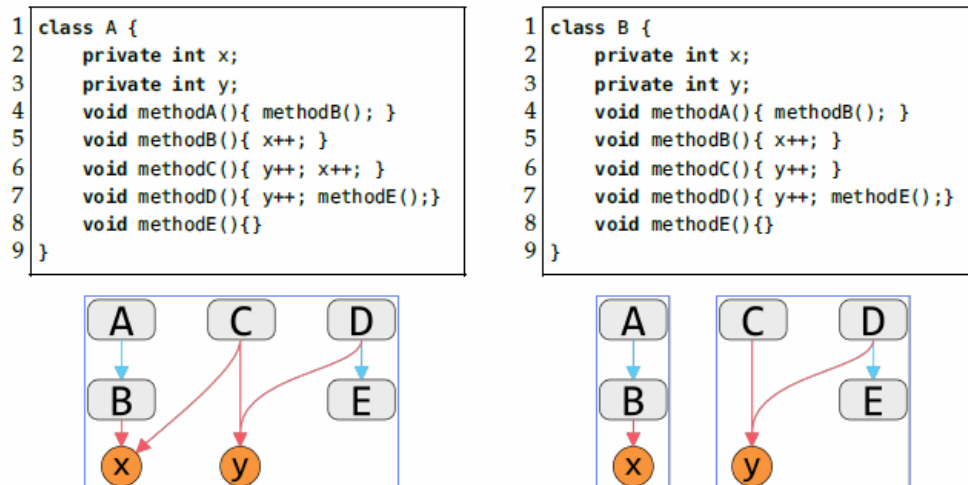 1 class A {
2 private int x;
3 private int y;
4 void methodA(){ methodB(); }
5 void methodB(){ x++; }
6 void methodC(){ y++; x++; }
7 void methodD(){ y++; methodE();}
8 void methodE(){}
9 }
A C D
B E
x y
1 class B {
2 private int x;
3 private int y;
4 void methodA(){ methodB(); }
5 void methodB(){ x++; }
6 void methodC(){ y++; }
7 void methodD(){ y++; methodE();}
8 void methodE(){}
9 }
A C D
B E
x y